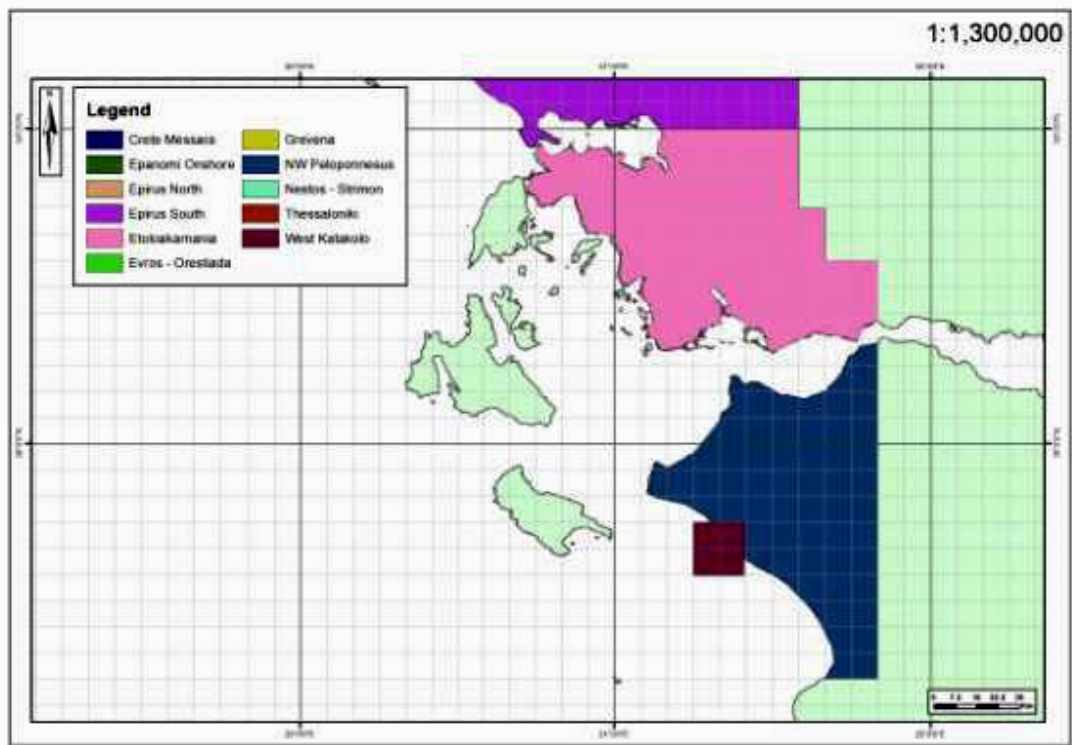 1:1,300,000
N
Legend
Crete Messara
Epanomi Onshore
Epirus North
Epirus South
Etoloakarnania
Evros - Orestiada
Grevena
NW Peloponnesus
Nestos - Strimon
Thessaloniki
West Katakolo